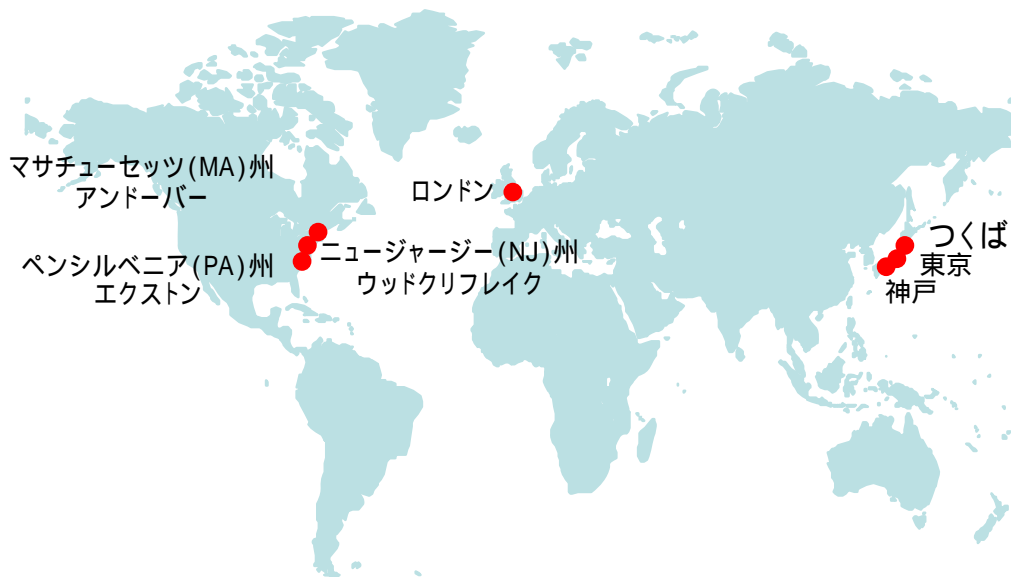 マサチューセッツ(MA)州
アンドーバー
ロンドン
ニュージャージー(NJ)州
ウッドクリフレイク
ペンシルベニア(PA)州
エクストン
つくば
東京
神戸